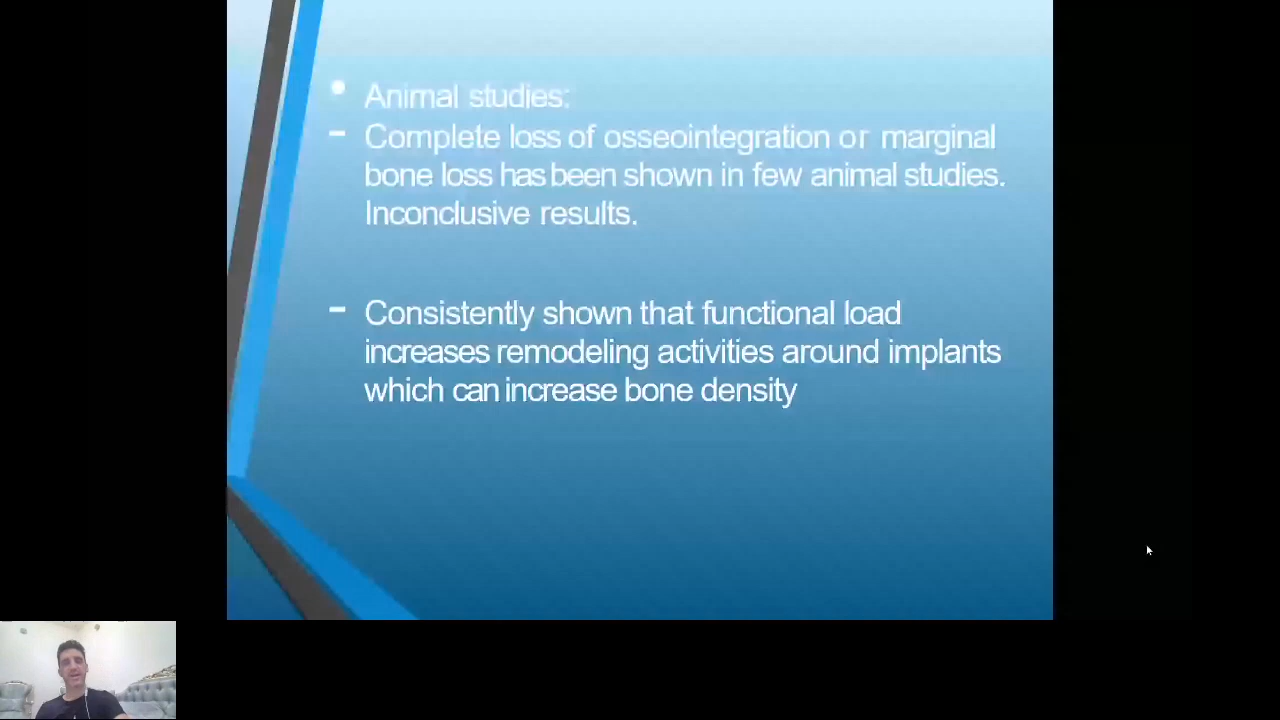 • Animal studies:
- Complete loss of osseointegration or marginal
bone loss has been shown in few animal studies.
Inconclusive results.
- Consistently shown that functional load
increases remodeling activities around implants
which can increase bone density